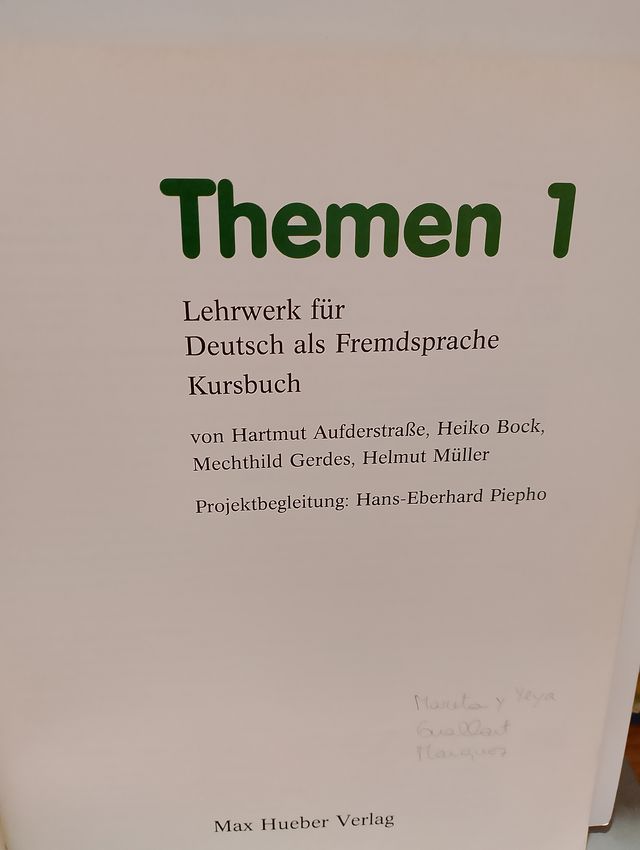 Themen 1
Lehrwerk für
Deutsch als Fremdsprache
Kursbuch
von Hartmut Aufderstraße, Heiko Bock,
Mechthild Gerdes, Helmut Müller
Projektbegleitung: Hans-Eberhard Piepho
y Yeya
Max Hueber Verlag